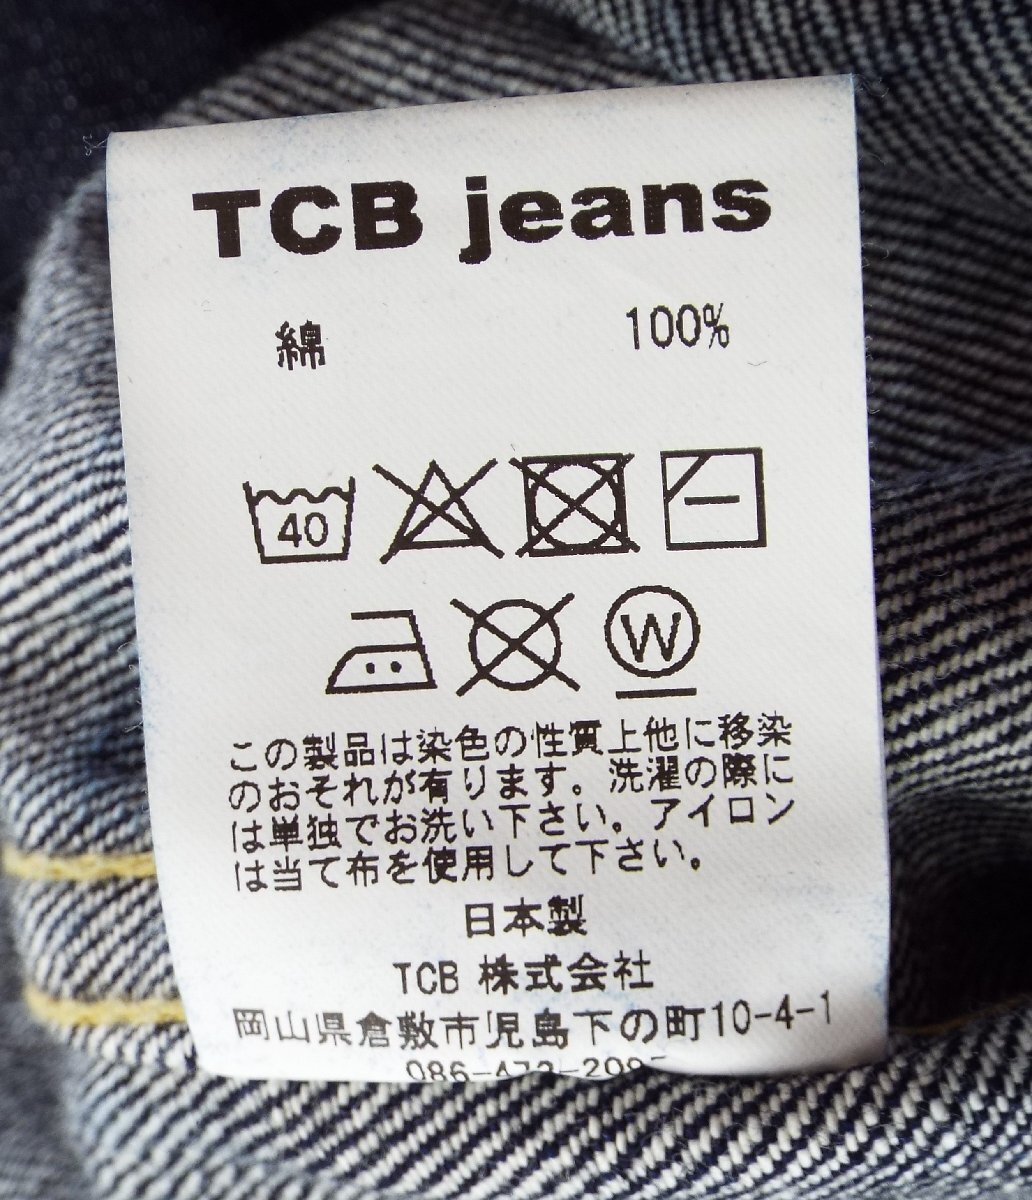 TCB jeans
綿 100%
40
W
この製品は染色の性質上他に移染
のおそれが有ります。洗濯の際に
は単独でお洗い下さい。アイロン
は当て布を使用して下さい。
日本製
TCB 株式会社
岡山県倉敷市児島下の町10-4-1